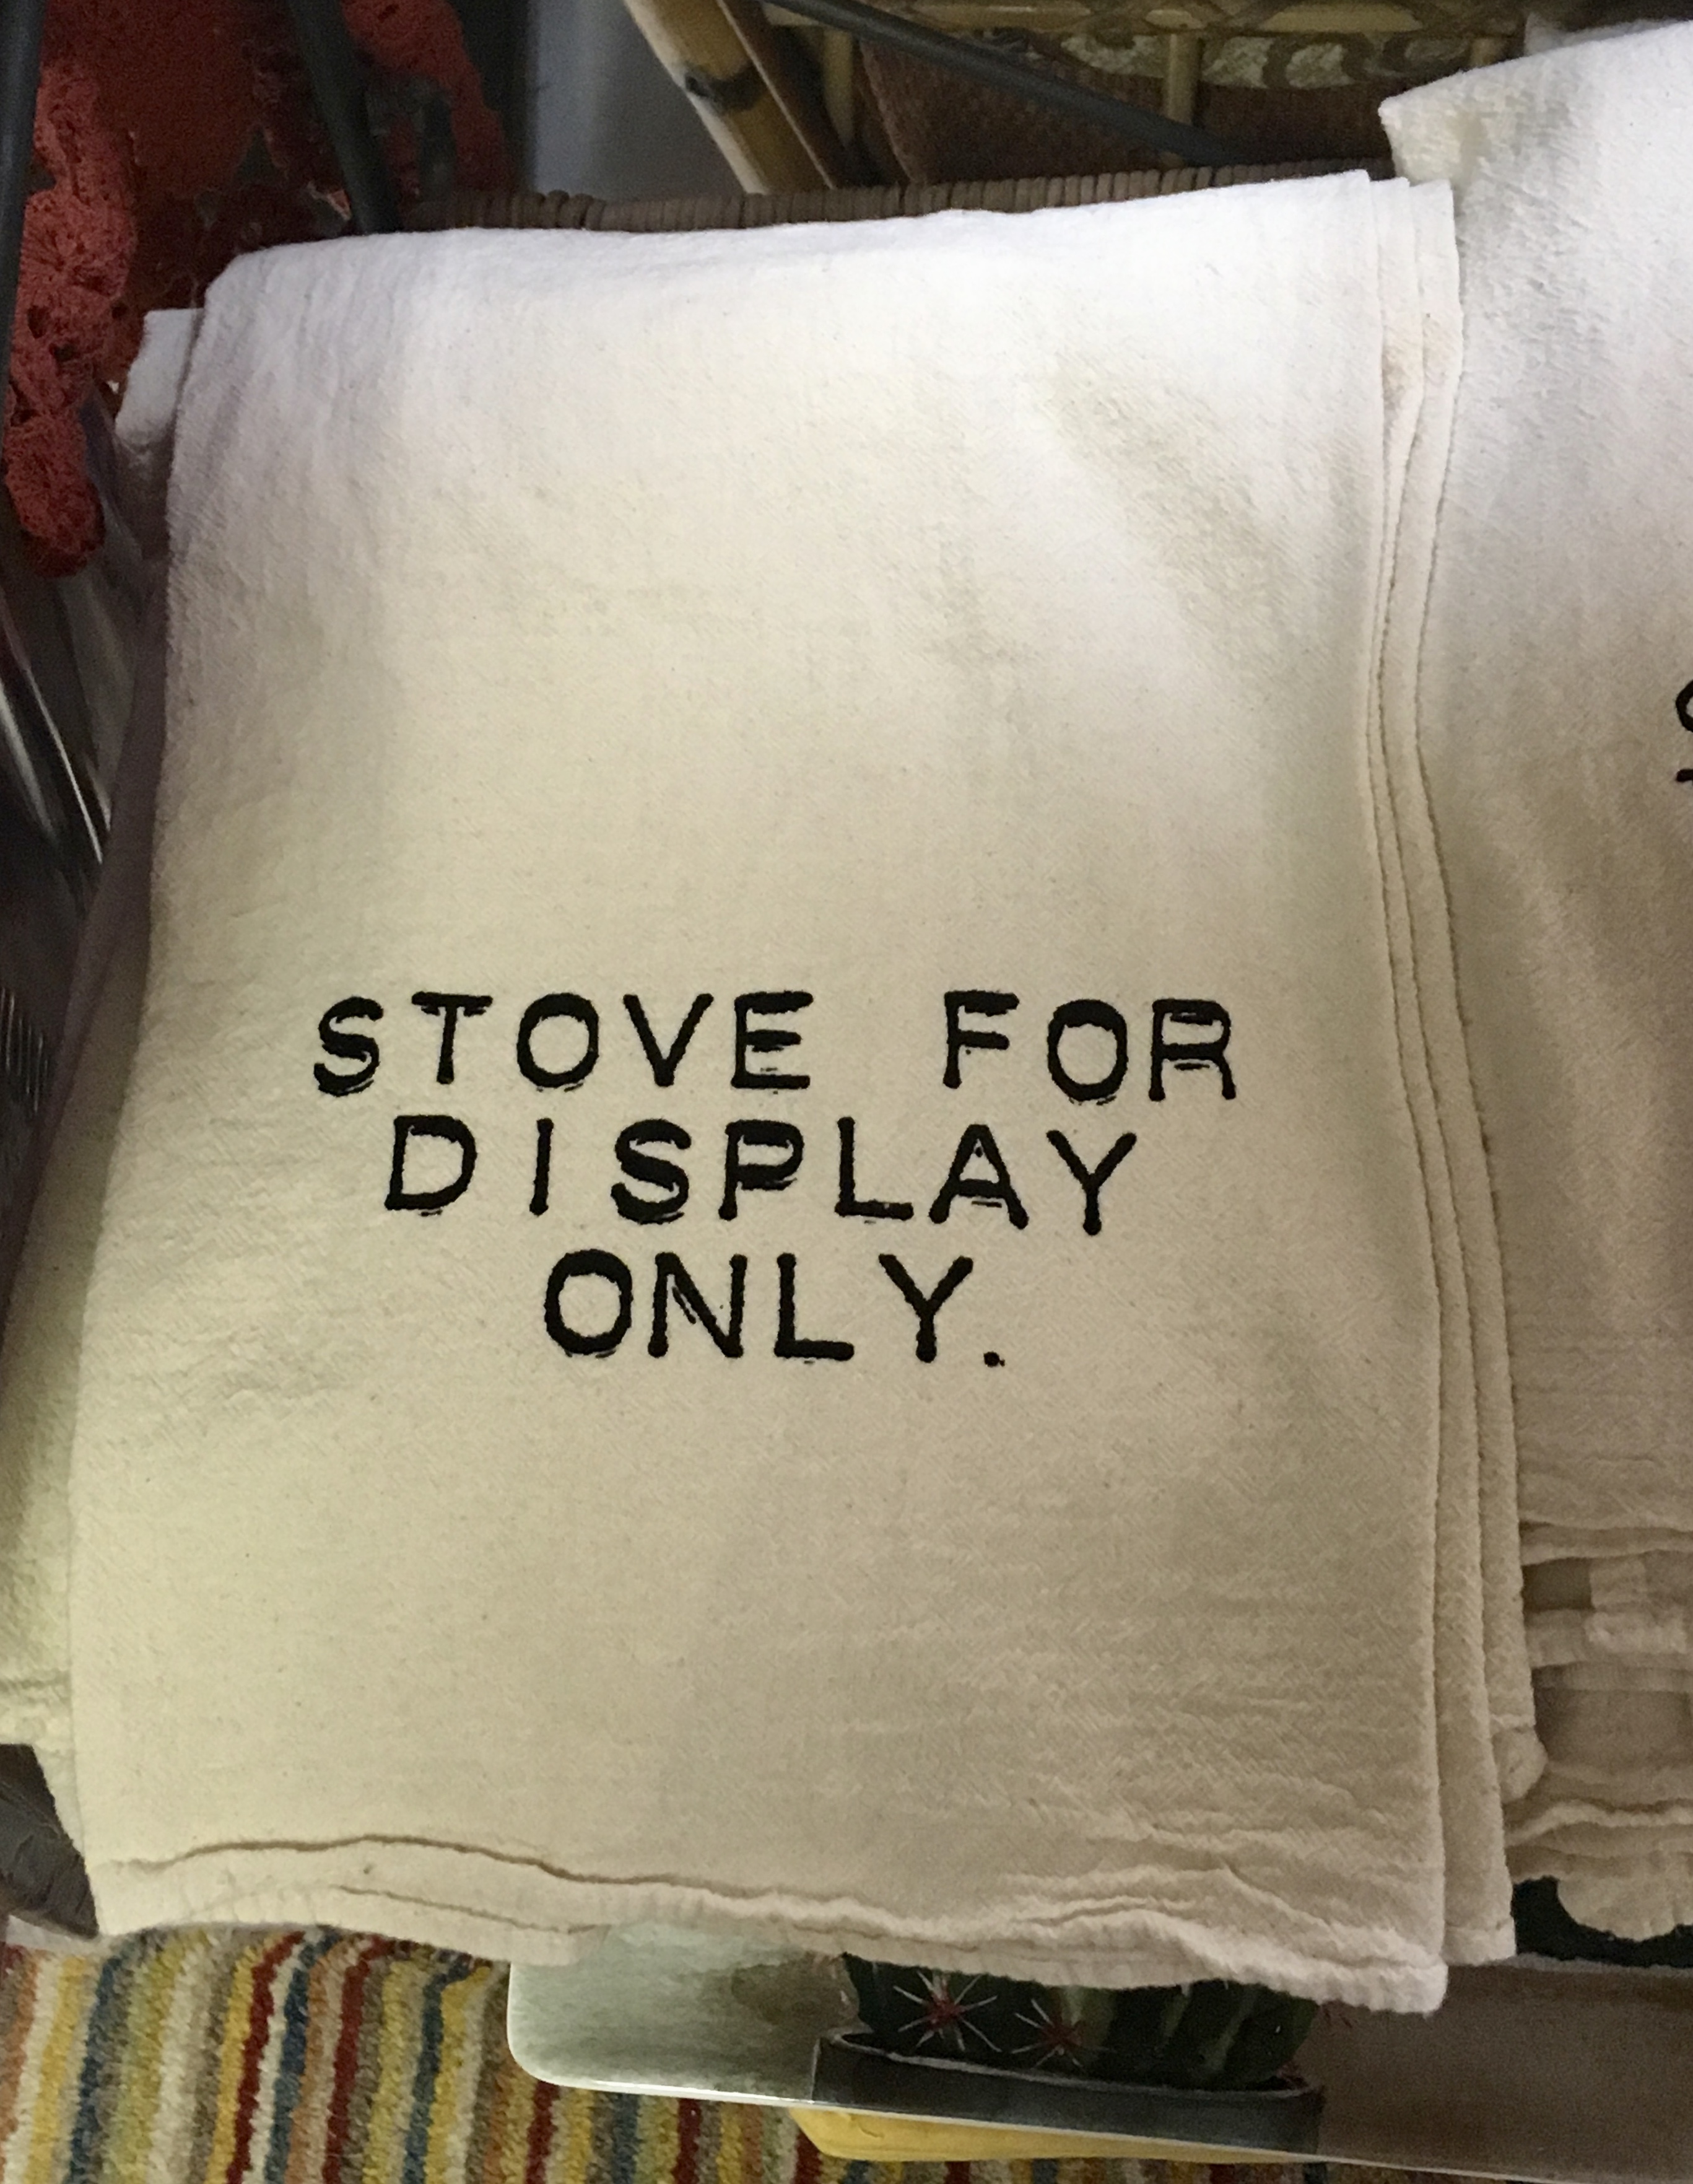 STOVE FOR
DISPLAY
ONLY.